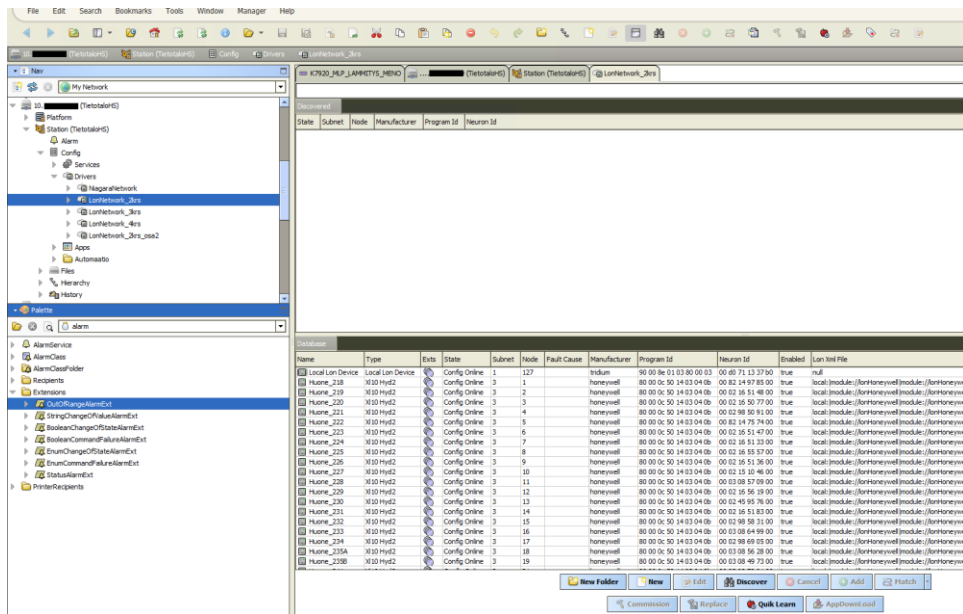 File Edit Search Bookmarks Tools Window Manager Help
10. (TietotaloHS) Station (TietotaloHS) Config Drivers LonNetwork_2krs
Nav
My Network
10. (TietotaloHS)
Platform
Station (TietotaloHS)
Alarm
Config
Services
Drivers
NiagaraNetwork
LonNetwork_2krs
LonNetwork_3krs
LonNetwork_4krs
LonNetwork_2krs_osa2
Apps
Automaatio
Files
Hierarchy
History
Palette
alarm
AlarmService
AlarmClass
AlarmClassFolder
Recipients
Extensions
OutOfRangeAlarmExt
StringChangeOfValueAlarmExt
BooleanChangeOfStateAlarmExt
BooleanCommandFailureAlarmExt
EnumChangeOfStateAlarmExt
EnumCommandFailureAlarmExt
StatusAlarmExt
PrinterRecipients
K7920_MLP_LAMMITYS_MENO (TietotaloHS) Station (TietotaloHS) LonNetwork_2krs
Discovered
State Subnet Node Manufacturer Program Id Neuron Id
Database
Name Type Exts State Subnet Node Fault Cause Manufacturer Program Id Neuron Id Enabled Lon Xml File
Local Lon Device Local Lon Device Config Online 1 127 tridium 90 00 8e 01 03 80 00 03 00 d0 71 13 37 b0 true null
Huone_218 Xl10 Hyd2 Config Online 3 1 honeywell 80 00 0c 50 14 03 04 0b 00 82 14 97 85 00 true local:|module://lonHoneywell|module://lonHoneywe
Huone_219 Xl10 Hyd2 Config Online 3 2 honeywell 80 00 0c 50 14 03 04 0b 00 02 16 51 48 00 true local:|module://lonHoneywell|module://lonHoneywe
Huone_220 Xl10 Hyd2 Config Online 3 3 honeywell 80 00 0c 50 14 03 04 0b 00 02 16 50 77 00 true local:|module://lonHoneywell|module://lonHoneywe
Huone_221 Xl10 Hyd2 Config Online 3 4 honeywell 80 00 0c 50 14 03 04 0b 00 02 98 50 91 00 true local:|module://lonHoneywell|module://lonHoneywe
Huone_222 Xl10 Hyd2 Config Online 3 5 honeywell 80 00 0c 50 14 03 04 0b 00 82 14 75 74 00 true local:|module://lonHoneywell|module://lonHoneywe
Huone_223 Xl10 Hyd2 Config Online 3 6 honeywell 80 00 0c 50 14 03 04 0b 00 02 16 51 47 00 true local:|module://lonHoneywell|module://lonHoneywe
Huone_224 Xl10 Hyd2 Config Online 3 7 honeywell 80 00 0c 50 14 03 04 0b 00 02 16 51 33 00 true local:|module://lonHoneywell|module://lonHoneywe
Huone_225 Xl10 Hyd2 Config Online 3 8 honeywell 80 00 0c 50 14 03 04 0b 00 02 16 55 57 00 true local:|module://lonHoneywell|module://lonHoneywe
Huone_226 Xl10 Hyd2 Config Online 3 9 honeywell 80 00 0c 50 14 03 04 0b 00 02 16 51 36 00 true local:|module://lonHoneywell|module://lonHoneywe
Huone_227 Xl10 Hyd2 Config Online 3 10 honeywell 80 00 0c 50 14 03 04 0b 00 02 15 10 46 00 true local:|module://lonHoneywell|module://lonHoneywe
Huone_228 Xl10 Hyd2 Config Online 3 11 honeywell 80 00 0c 50 14 03 04 0b 00 03 08 57 09 00 true local:|module://lonHoneywell|module://lonHoneywe
Huone_229 Xl10 Hyd2 Config Online 3 12 honeywell 80 00 0c 50 14 03 04 0b 00 02 16 56 19 00 true local:|module://lonHoneywell|module://lonHoneywe
Huone_230 Xl10 Hyd2 Config Online 3 13 honeywell 80 00 0c 50 14 03 04 0b 00 02 45 95 76 00 true local:|module://lonHoneywell|module://lonHoneywe
Huone_231 Xl10 Hyd2 Config Online 3 14 honeywell 80 00 0c 50 14 03 04 0b 00 02 16 51 83 00 true local:|module://lonHoneywell|module://lonHoneywe
Huone_232 Xl10 Hyd2 Config Online 3 15 honeywell 80 00 0c 50 14 03 04 0b 00 02 98 58 31 00 true local:|module://lonHoneywell|module://lonHoneywe
Huone_233 Xl10 Hyd2 Config Online 3 16 honeywell 80 00 0c 50 14 03 04 0b 00 03 08 64 99 00 true local:|module://lonHoneywell|module://lonHoneywe
Huone_234 Xl10 Hyd2 Config Online 3 17 honeywell 80 00 0c 50 14 03 04 0b 00 02 98 69 05 00 true local:|module://lonHoneywell|module://lonHoneywe
Huone_235A Xl10 Hyd2 Config Online 3 18 honeywell 80 00 0c 50 14 03 04 0b 00 03 08 56 28 00 true local:|module://lonHoneywell|module://lonHoneywe
Huone_235B Xl10 Hyd2 Config Online 3 19 honeywell 80 00 0c 50 14 03 04 0b 00 03 08 49 73 00 true local:|module://lonHoneywell|module://lonHoneywe
New Folder New Edit Discover Cancel Add Match
Commission Replace Quik Learn AppDownLoad